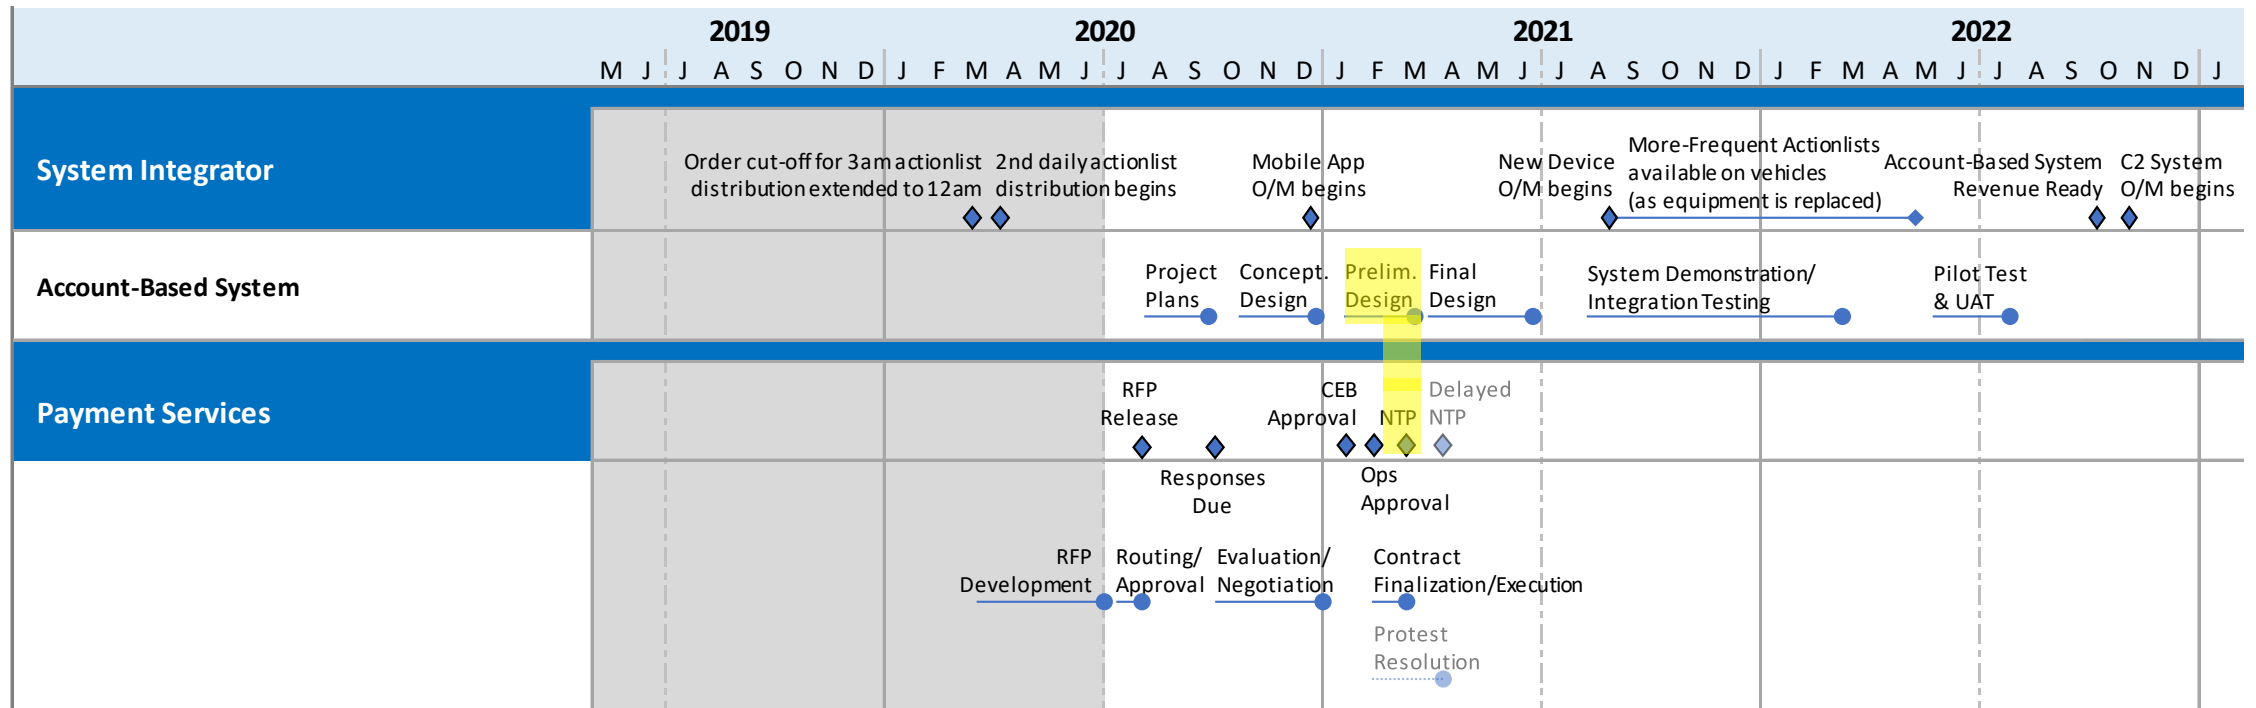 2019 2020 2021 2022
M J J A S O N D J F M A M J J A S O N D J F M A M J J A S O N D J F M A M J J A S O N D J
System Integrator
Order cut-off for 3am actionlist
distribution extended to 12am
2nd daily actionlist
distribution begins
Mobile App
O/M begins
New Device
O/M begins
More-Frequent Actionlists
available on vehicles
(as equipment is replaced)
Account-Based System
Revenue Ready
C2 System
O/M begins
Account-Based System
Project
Plans
Concept.
Design
Prelim.
Design
Final
Design
System Demonstration/
Integration Testing
Pilot Test
& UAT
Payment Services
RFP
Release
CEB
Approval
NTP
Delayed
NTP
Responses
Due
Ops
Approval
RFP
Development
Routing/
Approval
Evaluation/
Negotiation
Contract
Finalization/Execution
Protest
Resolution